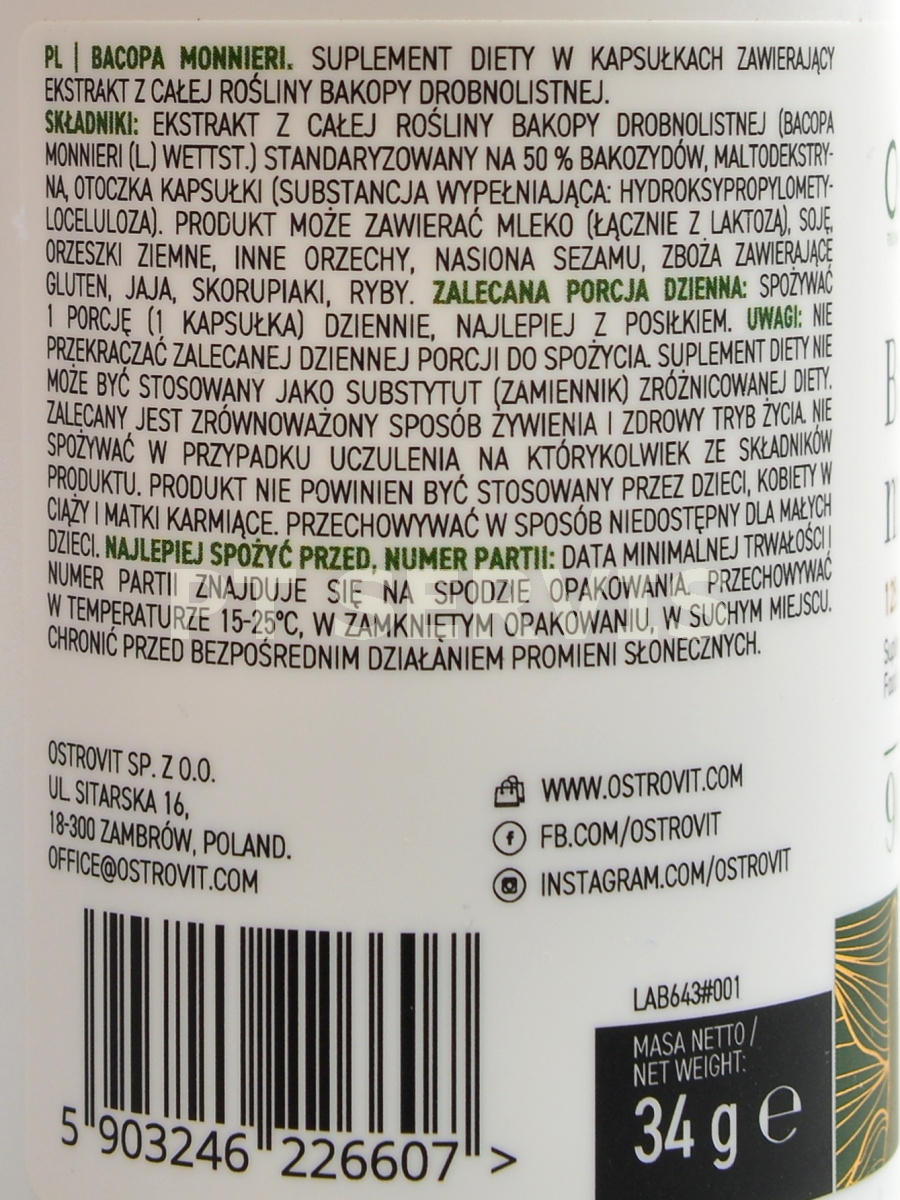 PL | BACOPA MONNIERI. SUPLEMENT DIETY W KAPSUŁKACH ZAWIERAJĄCY
EKSTRAKT Z CAŁEJ ROŚLINY BAKOPY DROBNOLISTNEJ.
SKŁADNIKI: EKSTRAKT Z CAŁEJ ROŚLINY BAKOPY DROBNOLISTNEJ (BACOPA
MONNIERI (L.) WETTST.) STANDARYZOWANY NA 50 % BAKOZYDÓW, MALTODEKSTRY-
NA, OTOCZKA KAPSUŁKI (SUBSTANCJA WYPEŁNIAJĄCA: HYDROKSYPROPYLOMETY-
LOCELULOZA). PRODUKT MOŻE ZAWIERAĆ MLEKO (ŁĄCZNIE Z LAKTOZĄ), SOJĘ,
ORZESZKI ZIEMNE, INNE ORZECHY, NASIONA SEZAMU, ZBOŻA ZAWIERAJĄCE
GLUTEN, JAJA, SKORUPIAKI, RYBY. ZALECANA PORCJA DZIENNA: SPOŻYWAĆ
1 PORCJĘ (1 KAPSUŁKA) DZIENNIE, NAJLEPIEJ Z POSIŁKIEM. UWAGI: NIE
PRZEKRACZAĆ ZALECANEJ DZIENNEJ PORCJI DO SPOŻYCIA. SUPLEMENT DIETY NIE
MOŻE BYĆ STOSOWANY JAKO SUBSTYTUT (ZAMIENNIK) ZRÓŻNICOWANEJ DIETY.
ZALECANY JEST ZRÓWNOWAŻONY SPOSÓB ŻYWIENIA I ZDROWY TRYB ŻYCIA. NIE
SPOŻYWAĆ W PRZYPADKU UCZULENIA NA KTÓRYKOLWIEK ZE SKŁADNIKÓW
PRODUKTU. PRODUKT NIE POWINIEN BYĆ STOSOWANY PRZEZ DZIECI, KOBIETY W
CIĄŻY I MATKI KARMIĄCE. PRZECHOWYWAĆ W SPOSÓB NIEDOSTĘPNY DLA MAŁYCH
DZIECI. NAJLEPIEJ SPOŻYĆ PRZED, NUMER PARTII: DATA MINIMALNEJ TRWAŁOŚCI I
NUMER PARTII ZNAJDUJE SIĘ NA SPODZIE OPAKOWANIA. PRZECHOWYWAĆ
W TEMPERATURZE 15-25°C, W ZAMKNIĘTYM OPAKOWANIU, W SUCHYM MIEJSCU.
CHRONIĆ PRZED BEZPOŚREDNIM DZIAŁANIEM PROMIENI SŁONECZNYCH.
OSTROVIT SP. Z O.O.
UL. SITARSKA 16,
18-300 ZAMBRÓW, POLAND.
OFFICE@OSTROVIT.COM
WWW.OSTROVIT.COM
FB.COM/OSTROVIT
INSTAGRAM.COM/OSTROVIT
LAB643#001
MASA NETTO /
NET WEIGHT:
34 g e
5 903246 226607 >